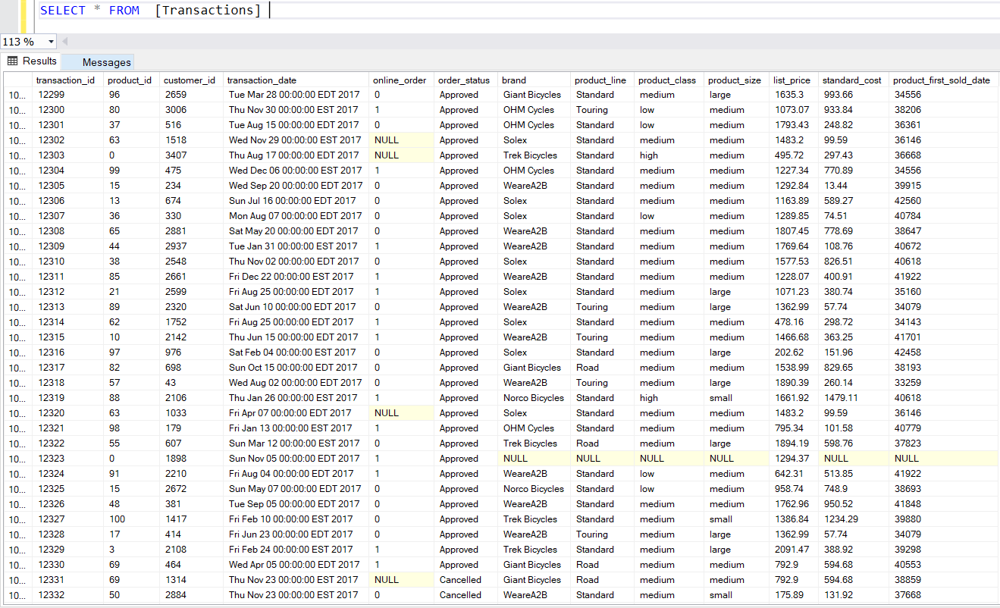 SELECT * FROM [Transactions]
113 %
Results Messages
transaction_id product_id customer_id transaction_date online_order order_status brand product_line product_class product_size list_price standard_cost product_first_sold_date
10... 12299 96 2659 Tue Mar 28 00:00:00 EDT 2017 0 Approved Giant Bicycles Standard medium large 1635.3 993.66 34556
10... 12300 80 3006 Thu Nov 30 00:00:00 EST 2017 1 Approved OHM Cycles Touring low medium 1073.07 933.84 38206
10... 12301 37 516 Tue Aug 15 00:00:00 EDT 2017 0 Approved OHM Cycles Standard low medium 1793.43 248.82 36361
10... 12302 63 1518 Wed Nov 29 00:00:00 EST 2017 NULL Approved Solex Standard medium medium 1483.2 99.59 36146
10... 12303 0 3407 Thu Aug 17 00:00:00 EDT 2017 NULL Approved Trek Bicycles Standard high medium 495.72 297.43 36668
10... 12304 99 475 Wed Dec 06 00:00:00 EST 2017 1 Approved OHM Cycles Standard medium medium 1227.34 770.89 34556
10... 12305 15 234 Wed Sep 20 00:00:00 EDT 2017 0 Approved WeareA2B Standard medium medium 1292.84 13.44 39915
10... 12306 13 674 Sun Jul 16 00:00:00 EDT 2017 0 Approved Solex Standard medium medium 1163.89 589.27 42560
10... 12307 36 330 Mon Aug 07 00:00:00 EDT 2017 0 Approved Solex Standard low medium 1289.85 74.51 40784
10... 12308 65 2881 Sat May 20 00:00:00 EDT 2017 0 Approved WeareA2B Standard medium medium 1807.45 778.69 38647
10... 12309 44 2937 Tue Jan 31 00:00:00 EST 2017 1 Approved WeareA2B Standard medium medium 1769.64 108.76 40672
10... 12310 38 2548 Thu Nov 02 00:00:00 EDT 2017 0 Approved Solex Standard medium medium 1577.53 826.51 40618
10... 12311 85 2661 Fri Dec 22 00:00:00 EST 2017 1 Approved WeareA2B Standard medium medium 1228.07 400.91 41922
10... 12312 21 2599 Fri Aug 25 00:00:00 EDT 2017 1 Approved Solex Standard medium large 1071.23 380.74 35160
10... 12313 89 2320 Sat Jun 10 00:00:00 EDT 2017 0 Approved WeareA2B Touring medium large 1362.99 57.74 34079
10... 12314 62 1752 Fri Aug 25 00:00:00 EDT 2017 1 Approved Solex Standard medium medium 478.16 298.72 34143
10... 12315 10 2142 Thu Jun 15 00:00:00 EDT 2017 1 Approved WeareA2B Touring medium medium 1466.68 363.25 41701
10... 12316 97 976 Sat Feb 04 00:00:00 EST 2017 0 Approved Solex Standard medium large 202.62 151.96 42458
10... 12317 82 698 Sun Oct 15 00:00:00 EDT 2017 0 Approved Giant Bicycles Road medium medium 1538.99 829.65 38193
10... 12318 57 43 Wed Aug 02 00:00:00 EDT 2017 0 Approved WeareA2B Touring medium large 1890.39 260.14 33259
10... 12319 88 2106 Thu Jan 26 00:00:00 EST 2017 1 Approved Norco Bicycles Standard high small 1661.92 1479.11 40618
10... 12320 63 1033 Fri Apr 07 00:00:00 EDT 2017 NULL Approved Solex Standard medium medium 1483.2 99.59 36146
10... 12321 98 179 Fri Jan 13 00:00:00 EST 2017 1 Approved OHM Cycles Standard medium medium 795.34 101.58 40779
10... 12322 55 607 Sun Mar 12 00:00:00 EST 2017 0 Approved Trek Bicycles Road medium large 1894.19 598.76 37823
10... 12323 0 1898 Sun Nov 05 00:00:00 EDT 2017 1 Approved NULL NULL NULL NULL 1294.37 NULL NULL
10... 12324 91 2210 Fri Aug 04 00:00:00 EDT 2017 1 Approved WeareA2B Standard low medium 642.31 513.85 41922
10... 12325 15 2672 Sun May 07 00:00:00 EDT 2017 0 Approved Norco Bicycles Standard low medium 958.74 748.9 38693
10... 12326 48 381 Tue Sep 05 00:00:00 EDT 2017 0 Approved WeareA2B Standard medium medium 1762.96 950.52 41848
10... 12327 100 1417 Fri Feb 10 00:00:00 EST 2017 0 Approved Trek Bicycles Standard medium small 1386.84 1234.29 39880
10... 12328 17 414 Fri Jun 23 00:00:00 EDT 2017 0 Approved WeareA2B Touring medium large 1362.99 57.74 34079
10... 12329 3 2108 Fri Feb 24 00:00:00 EST 2017 1 Approved Trek Bicycles Standard medium large 2091.47 388.92 39298
10... 12330 69 464 Wed Apr 05 00:00:00 EDT 2017 1 Approved Giant Bicycles Road medium medium 792.9 594.68 40553
10... 12331 69 1314 Thu Nov 23 00:00:00 EST 2017 NULL Cancelled Giant Bicycles Road medium medium 792.9 594.68 38859
10... 12332 50 2884 Thu Nov 23 00:00:00 EST 2017 0 Cancelled WeareA2B Standard medium small 175.89 131.92 37668